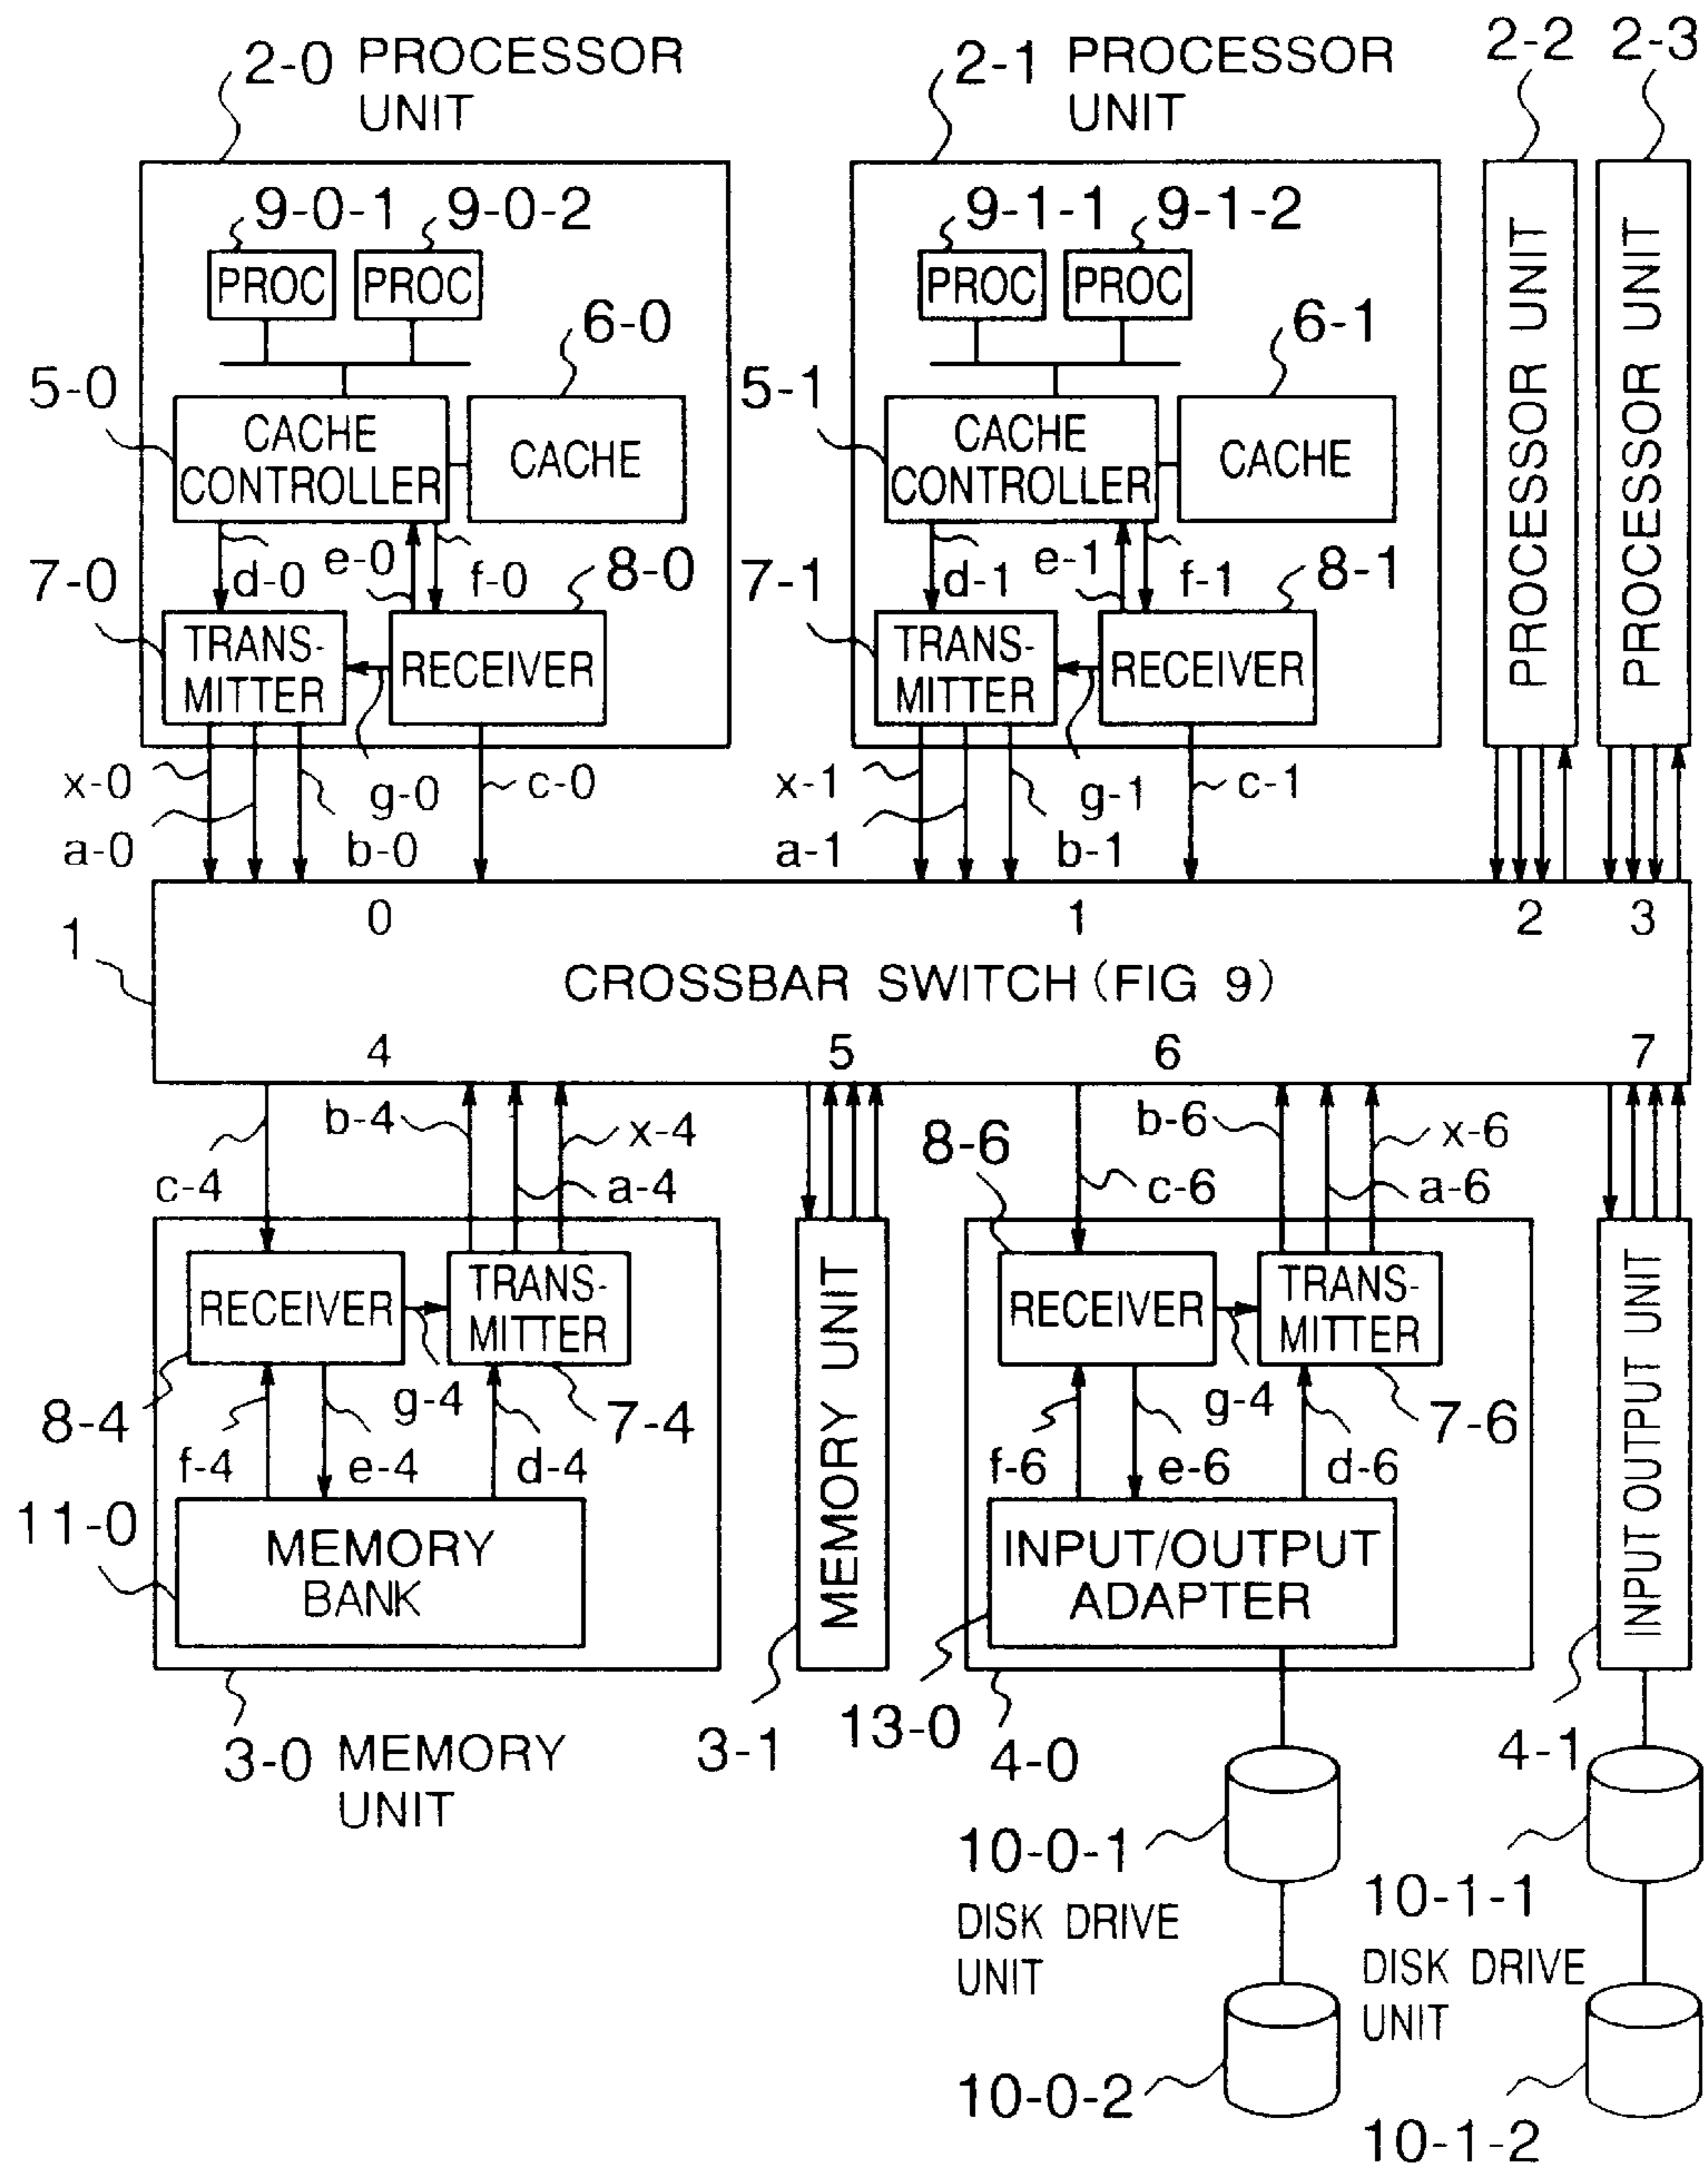 2-0 PROCESSOR UNIT
2-1 PROCESSOR UNIT
2-2
2-3
9-0-1
9-0-2
9-1-1
9-1-2
PROC
PROC
PROC
PROC
PROCESSOR UNIT
PROCESSOR UNIT
6-0
6-1
5-0
5-1
CACHE
CONTROLLER
CACHE
CACHE
CONTROLLER
CACHE
7-0
d-0
e-0
f-0
8-0
7-1
d-1
e-1
f-1
8-1
TRANS-
MITTER
RECEIVER
TRANS-
MITTER
RECEIVER
x-0
g-0
c-0
x-1
g-1
c-1
a-0
b-0
a-1
b-1
0
1
2
3
1
CROSSBAR SWITCH (FIG 9)
4
5
6
7
b-4
x-4
8-6
b-6
x-6
c-4
a-4
c-6
a-6
RECEIVER
TRANS-
MITTER
MEMORY UNIT
RECEIVER
TRANS-
MITTER
INPUT OUTPUT UNIT
8-4
g-4
7-4
g-4
7-6
f-4
e-4
d-4
f-6
e-6
d-6
11-0
MEMORY
BANK
INPUT/OUTPUT
ADAPTER
3-0 MEMORY
UNIT
3-1
13-0
4-0
4-1
10-0-1
DISK DRIVE
UNIT
10-1-1
DISK DRIVE
UNIT
10-0-2
10-1-2